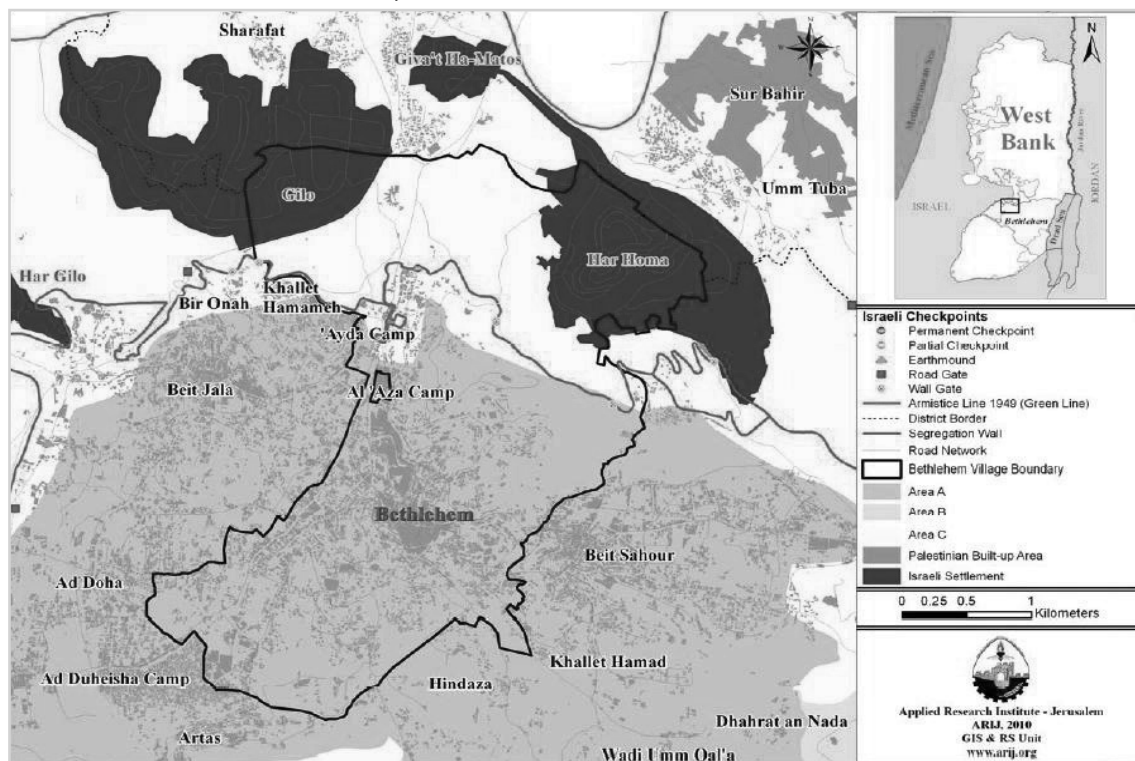 Sharafat
Giva't Ha-Matos
N
Sur Bahir
Umm Tuba
Gilo
Har Homa
Har Gilo
Bir Onah
Khallet
Hamameh
'Ayda Camp
Beit Jala
Al 'Aza Camp
Bethlehem
Beit Sahour
Ad Doha
Khallet Hamad
Ad Duheisha Camp
Hindaza
Dhahrat an Nada
Artas
Wadi Umm Qal'a
N
Mediterranean Sea
West
Bank
JORDAN
ISRAEL
Bethlehem
Dead Sea
Israeli Checkpoints
Permanent Checkpoint
Partial Checkpoint
Earthmound
Road Gate
Wall Gate
Armistice Line 1949 (Green Line)
District Border
Segregation Wall
Road Network
Bethlehem Village Boundary
Area A
Area B
Area C
Palestinian Built-up Area
Israeli Settlement
0 0.25 0.5 1
Kilometers
Applied Research Institute - Jerusalem
ARIJ, 2010
GIS & RS Unit
www.arij.org